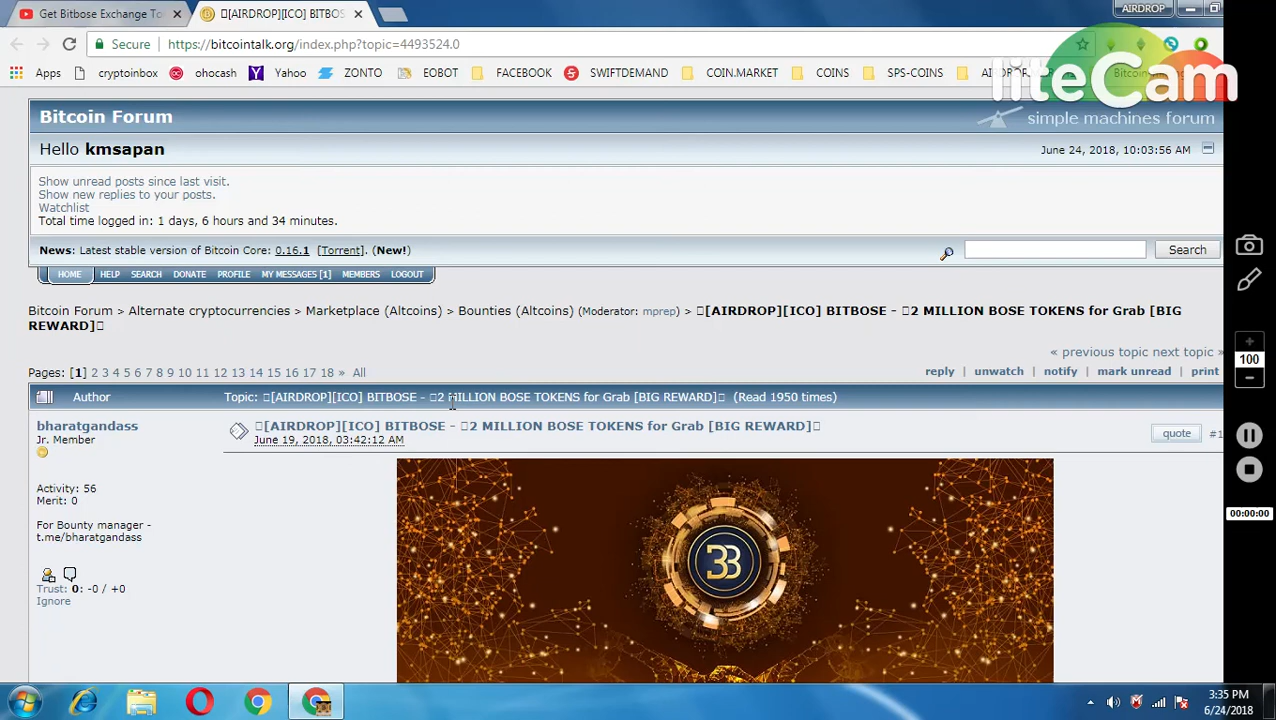 Get Bitbose Exchange To
[AIRDROP][ICO] BITBOS
AIRDROP
Secure
https://bitcointalk.org/index.php?topic=4493524.0
Apps
cryptoinbox
ohocash
Yahoo
ZONTO
EOBOT
FACEBOOK
SWIFTDEMAND
COIN.MARKET
COINS
GPS-COINS
liteCam
Bitcoin Forum
simple machines forum
Hello kmsapan
June 24, 2018, 10:03:56 AM
Show unread posts since last visit.
Show new replies to your posts.
Watchlist
Total time logged in: 1 days, 6 hours and 34 minutes.
News: Latest stable version of Bitcoin Core: 0.16.1 [Torrent]. (New!)
Search
HOME HELP SEARCH DONATE PROFILE MY MESSAGES [1] MEMBERS LOGOUT
Bitcoin Forum > Alternate cryptocurrencies > Marketplace (Altcoins) > Bounties (Altcoins) (Moderator: mprep) > [AIRDROP][ICO] BITBOSE - 2 MILLION BOSE TOKENS for Grab [BIG
REWARD]
« previous topic next topic »
Pages: [1] 2 3 4 5 6 7 8 9 10 11 12 13 14 15 16 17 18 » All
reply | unwatch | notify | mark unread | print
Author
Topic: [AIRDROP][ICO] BITBOSE - 2 MILLION BOSE TOKENS for Grab [BIG REWARD] (Read 1950 times)
bharatgandass
[AIRDROP][ICO] BITBOSE - 2 MILLION BOSE TOKENS for Grab [BIG REWARD]
Jr. Member
June 19, 2018, 03:42:12 AM
quote
#1
Activity: 56
Merit: 0
For Bounty manager -
t.me/bharatgandass
Trust: 0: -0 / +0
Ignore
100
00:00:00
3:35 PM
6/24/2018